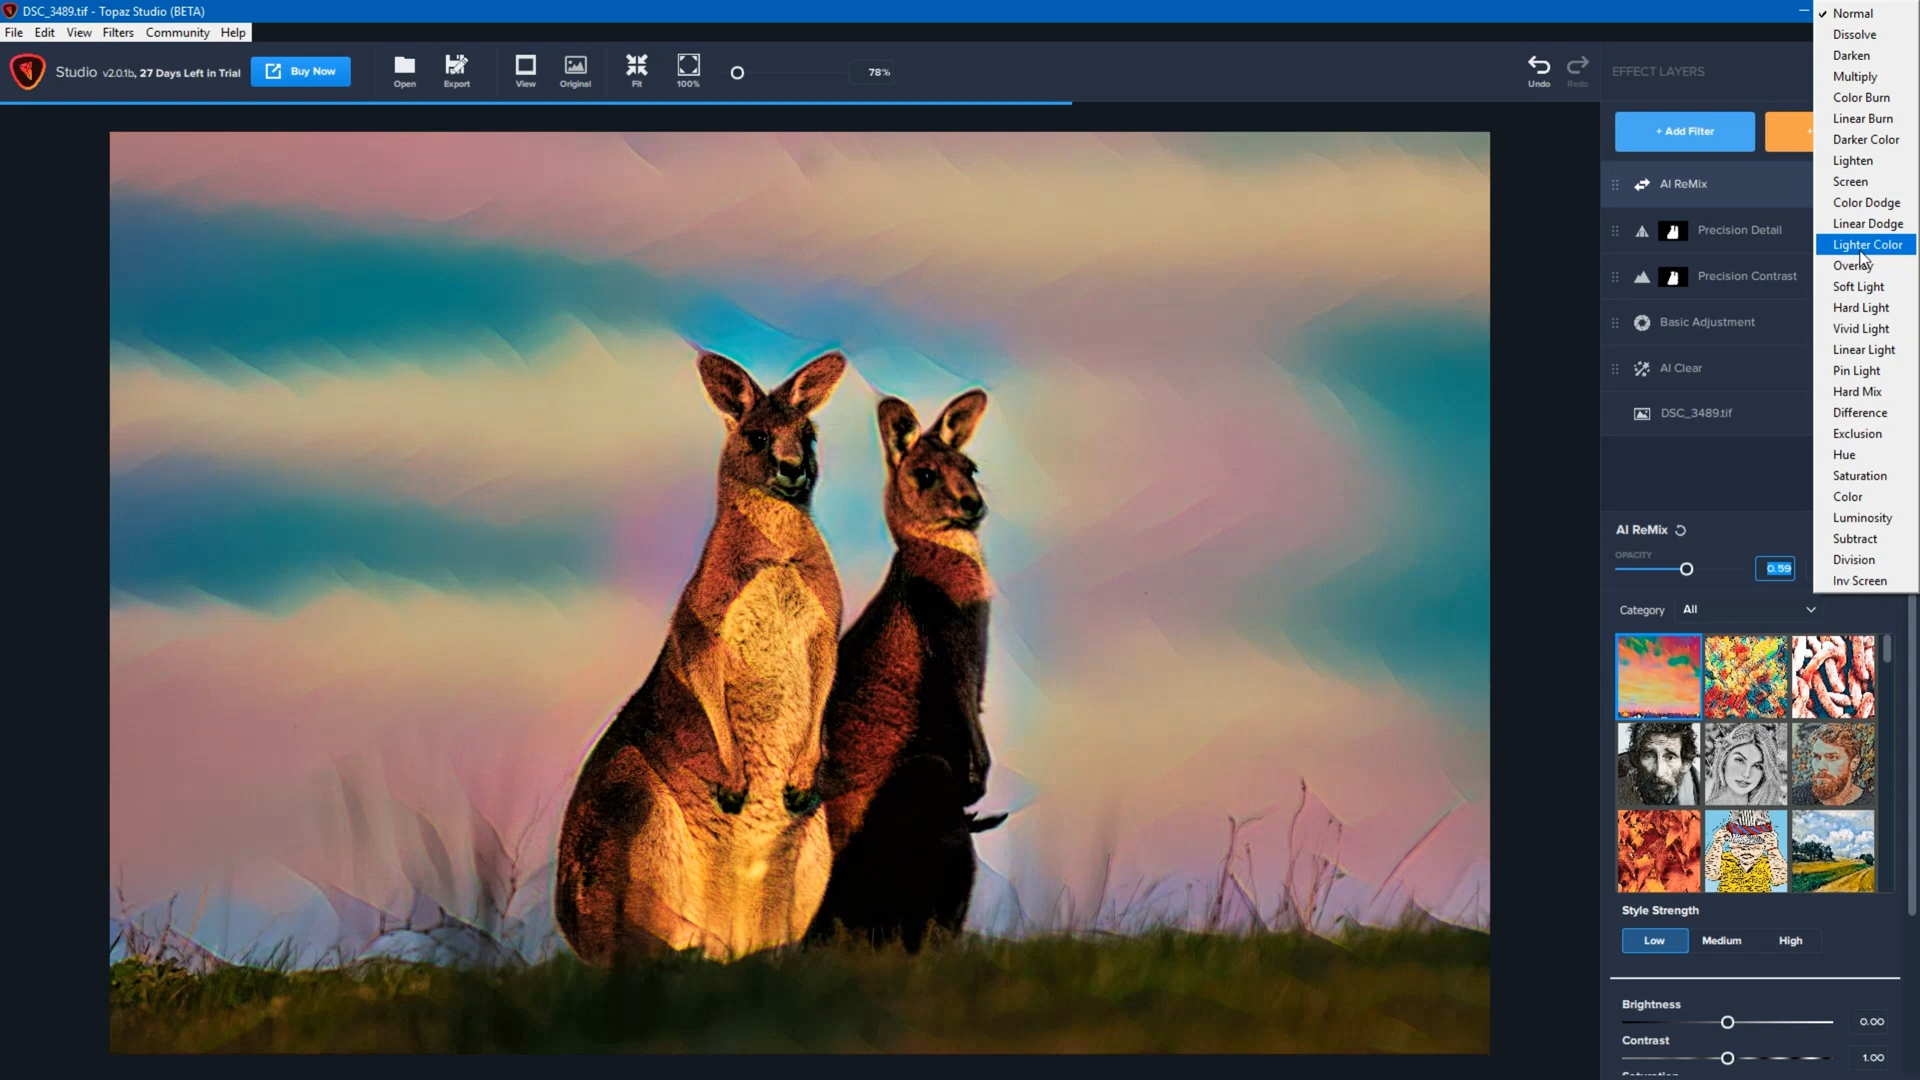 DSC_3489.tif - Topaz Studio (BETA)
File Edit View Filters Community Help
Studio v2.0.1b, 27 Days Left in Trial
Buy Now
Open
Export
View
Original
Fit
100%
78%
Undo
Redo
EFFECT LAYERS
+ Add Filter
+
AI ReMix
Precision Detail
Precision Contrast
Basic Adjustment
AI Clear
DSC_3489.tif
Normal
Dissolve
Darken
Multiply
Color Burn
Linear Burn
Darker Color
Lighten
Screen
Color Dodge
Linear Dodge
Lighter Color
Overlay
Soft Light
Hard Light
Vivid Light
Linear Light
Pin Light
Hard Mix
Difference
Exclusion
Hue
Saturation
Color
Luminosity
Subtract
Division
Inv Screen
AI ReMix
OPACITY
0.59
Category All
Style Strength
Low Medium High
Brightness
0.00
Contrast
1.00